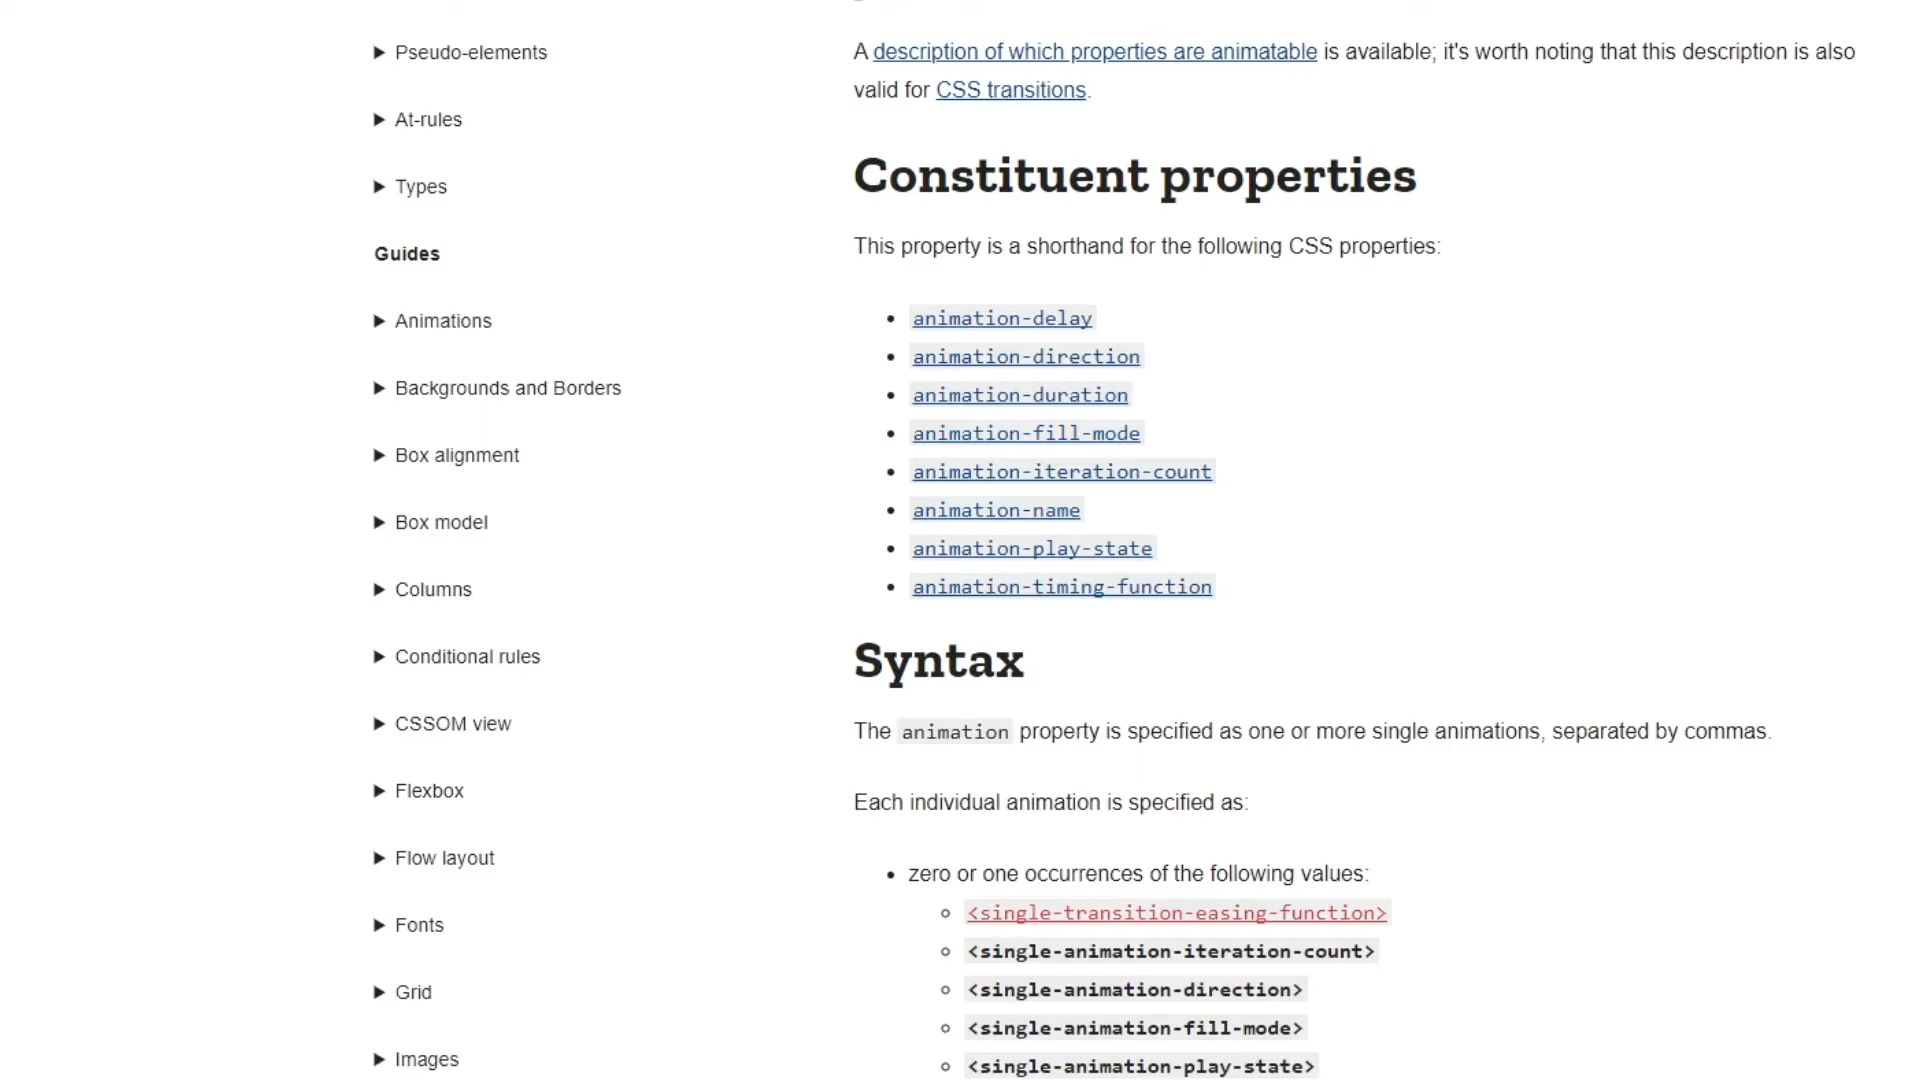 Pseudo-elements
At-rules
Types
Guides
Animations
Backgrounds and Borders
Box alignment
Box model
Columns
Conditional rules
CSSOM view
Flexbox
Flow layout
Fonts
Grid
Images
A description of which properties are animatable is available; it's worth noting that this description is also
valid for CSS transitions.
Constituent properties
This property is a shorthand for the following CSS properties:
animation-delay
animation-direction
animation-duration
animation-fill-mode
animation-iteration-count
animation-name
animation-play-state
animation-timing-function
Syntax
The animation property is specified as one or more single animations, separated by commas.
Each individual animation is specified as:
zero or one occurrences of the following values:
<single-transition-easing-function>
<single-animation-iteration-count>
<single-animation-direction>
<single-animation-fill-mode>
<single-animation-play-state>